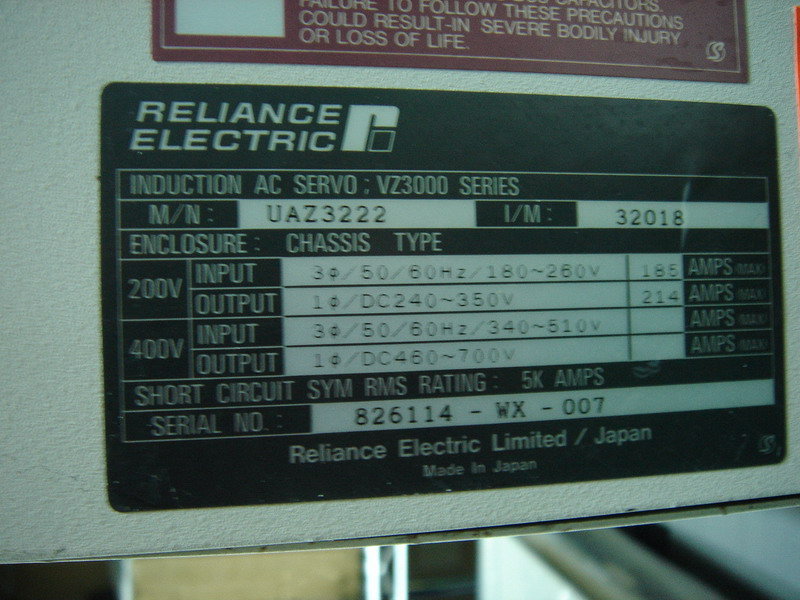 CAPACITORS.
FAILURE TO FOLLOW THESE PRECAUTIONS
COULD RESULT-IN SEVERE BODILY INJURY
OR LOSS OF LIFE.
RELIANCE
ELECTRIC
INDUCTION AC SERVO : VZ3000 SERIES
M/N : UAZ3222 I/M : 32018
ENCLOSURE : CHASSIS TYPE
200V INPUT 3φ/50/60Hz/180~260V 185 AMPS (MAX)
OUTPUT 1φ/DC240~350V 214 AMPS (MAX)
400V INPUT 3φ/50/60Hz/340~510V AMPS (MAX)
OUTPUT 1φ/DC460~700V AMPS (MAX)
SHORT CIRCUIT SYM RMS RATING : 5K AMPS
SERIAL NO. : 826114 - WX - 007
Reliance Electric Limited / Japan
Made In Japan